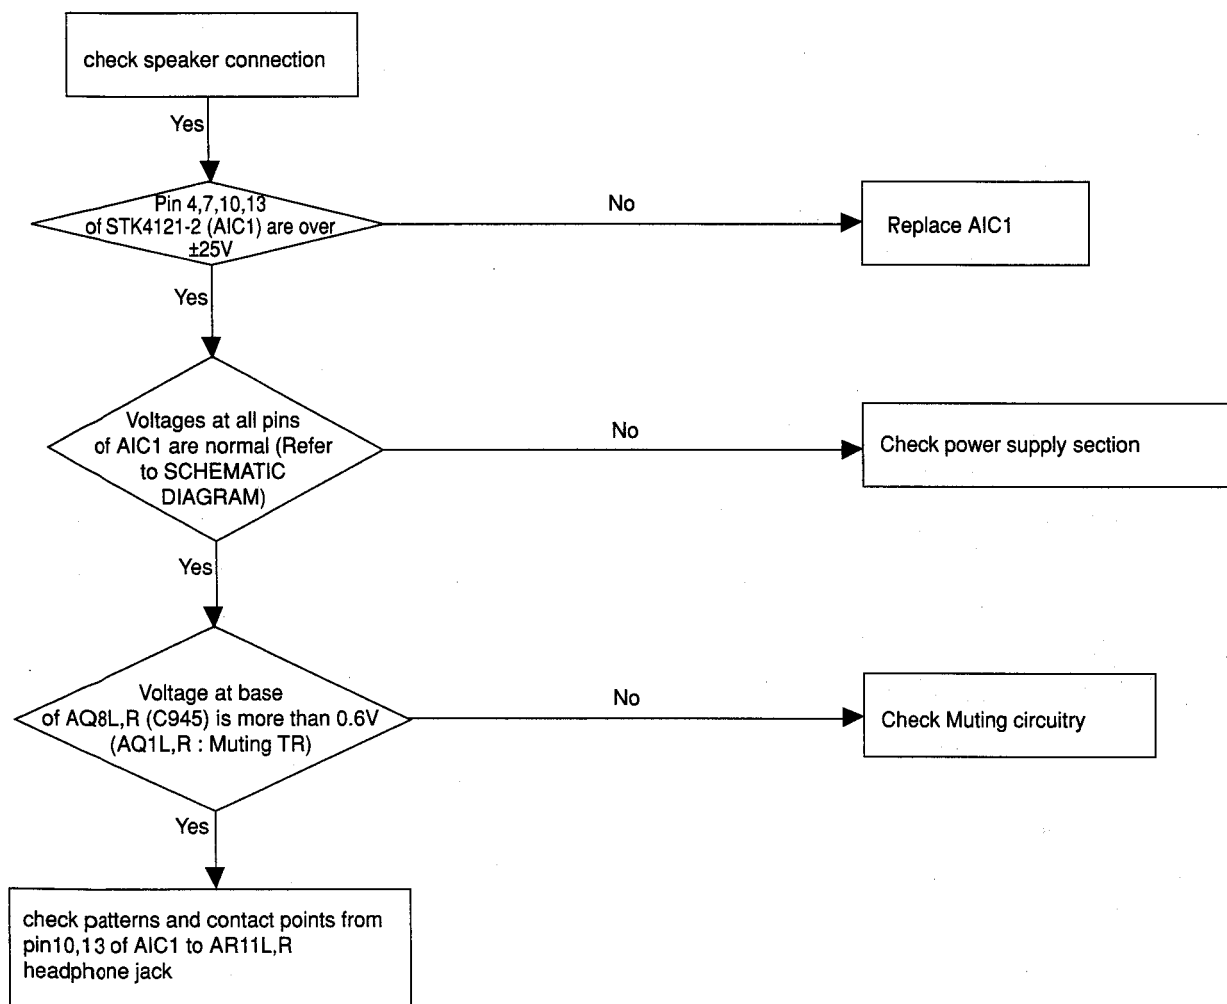 check speaker connection
Yes
Pin 4,7,10,13
of STK4121-2 (AIC1) are over
±25V
No
Replace AIC1
Yes
Voltages at all pins
of AIC1 are normal (Refer
to SCHEMATIC
DIAGRAM)
No
Check power supply section
Yes
Voltage at base
of AQ8L,R (C945) is more than 0.6V
(AQ1L,R : Muting TR)
No
Check Muting circuitry
Yes
check patterns and contact points from
pin10,13 of AIC1 to AR11L,R
headphone jack